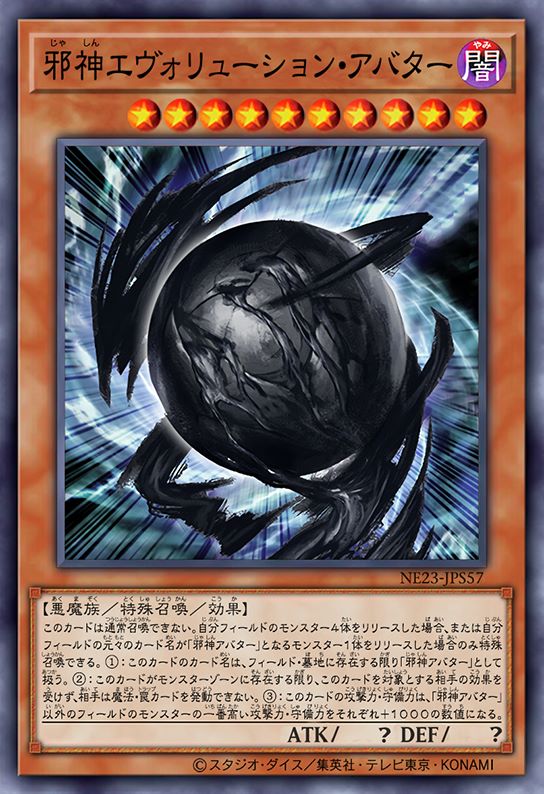 邪神エヴォリューション・アバター
じゃ しん
闇
やみ
NE23-JPS57
【悪魔族／特殊召喚／効果】
このカードは通常召喚できない。自分フィールドのモンスター4体をリリースした場合、または自分
フィールドの元々のカード名が「邪神アバター」となるモンスター1体をリリースした場合のみ特殊
召喚できる。①：このカードのカード名は、フィールド・墓地に存在する限り「邪神アバター」として
扱う。②：このカードがモンスターゾーンに存在する限り、このカードを対象とする相手の効果を
受けず、相手は魔法・罠カードを発動できない。③：このカードの攻撃力・守備力は、「邪神アバター」
以外のフィールドのモンスターの一番高い攻撃力・守備力をそれぞれ＋1000の数値になる。
ATK/ ? DEF/ ?
©スタジオ・ダイス／集英社・テレビ東京・KONAMI